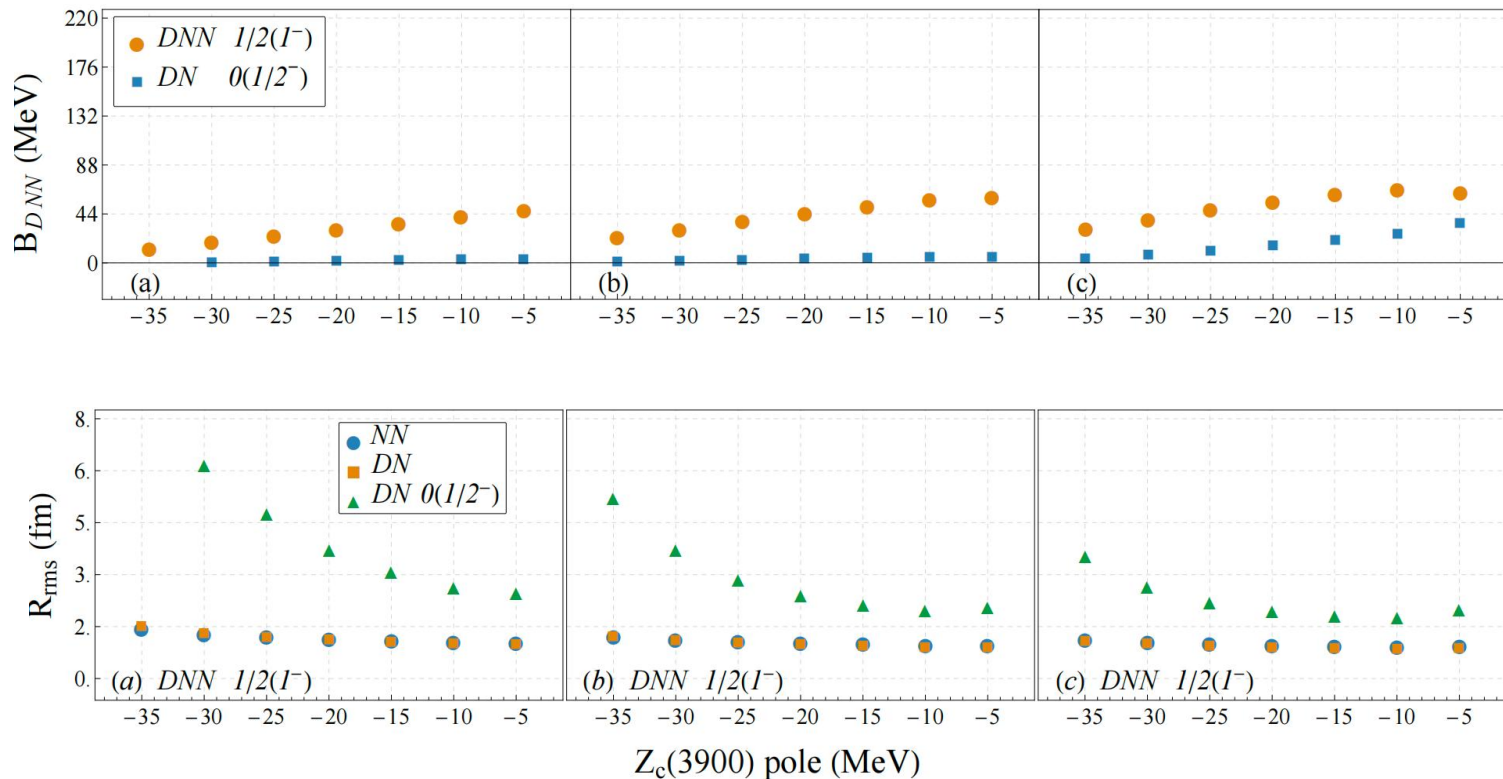 220
176
132
88
44
0
B_DNN (MeV)
DNN 1/2(1⁻)
DN 0(1/2⁻)
(a)
(b)
(c)
−35 −30 −25 −20 −15 −10 −5 −35 −30 −25 −20 −15 −10 −5 −35 −30 −25 −20 −15 −10 −5
8.
6.
5.
3.
2.
0.
R_rms (fm)
NN
DN
DN 0(1/2⁻)
(a) DNN 1/2(1⁻)
(b) DNN 1/2(1⁻)
(c) DNN 1/2(1⁻)
−35 −30 −25 −20 −15 −10 −5 −35 −30 −25 −20 −15 −10 −5 −35 −30 −25 −20 −15 −10 −5
Z_c(3900) pole (MeV)